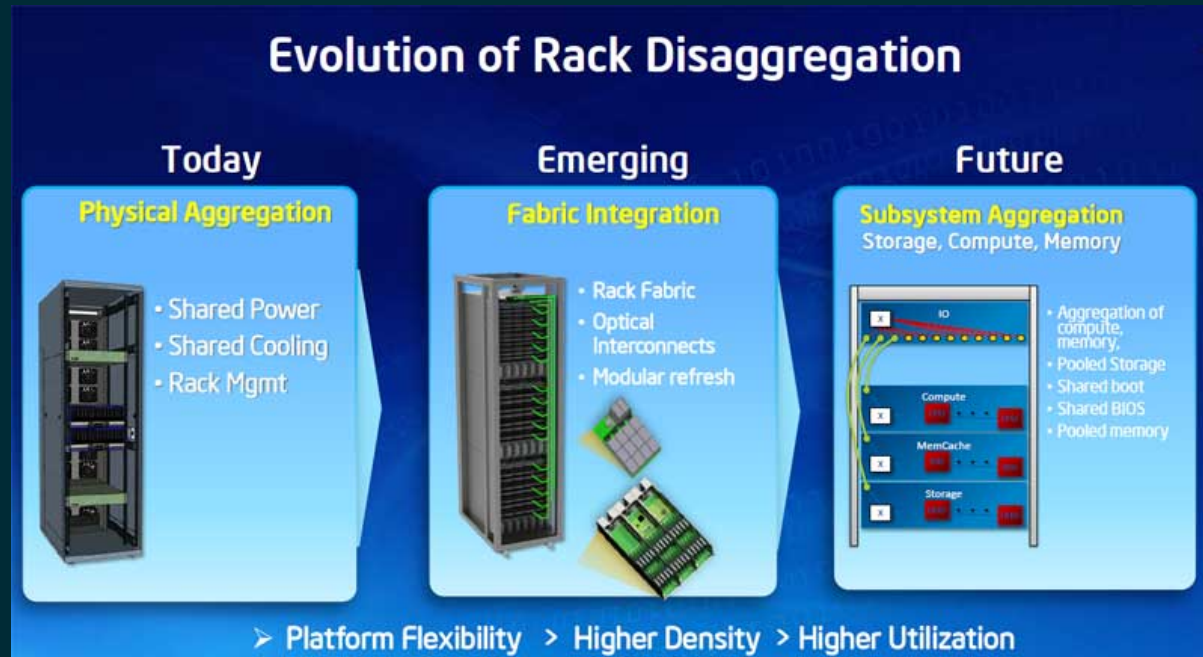 Evolution of Rack Disaggregation
Today
Physical Aggregation
• Shared Power
• Shared Cooling
• Rack Mgmt
Emerging
Fabric Integration
• Rack Fabric
• Optical
Interconnects
• Modular refresh
Future
Subsystem Aggregation
Storage, Compute, Memory
IO
X
Compute
X
MemCache
X
Storage
X
• Aggregation of
compute,
memory,
• Pooled Storage
• Shared boot
• Shared BIOS
• Pooled memory
➢ Platform Flexibility > Higher Density > Higher Utilization